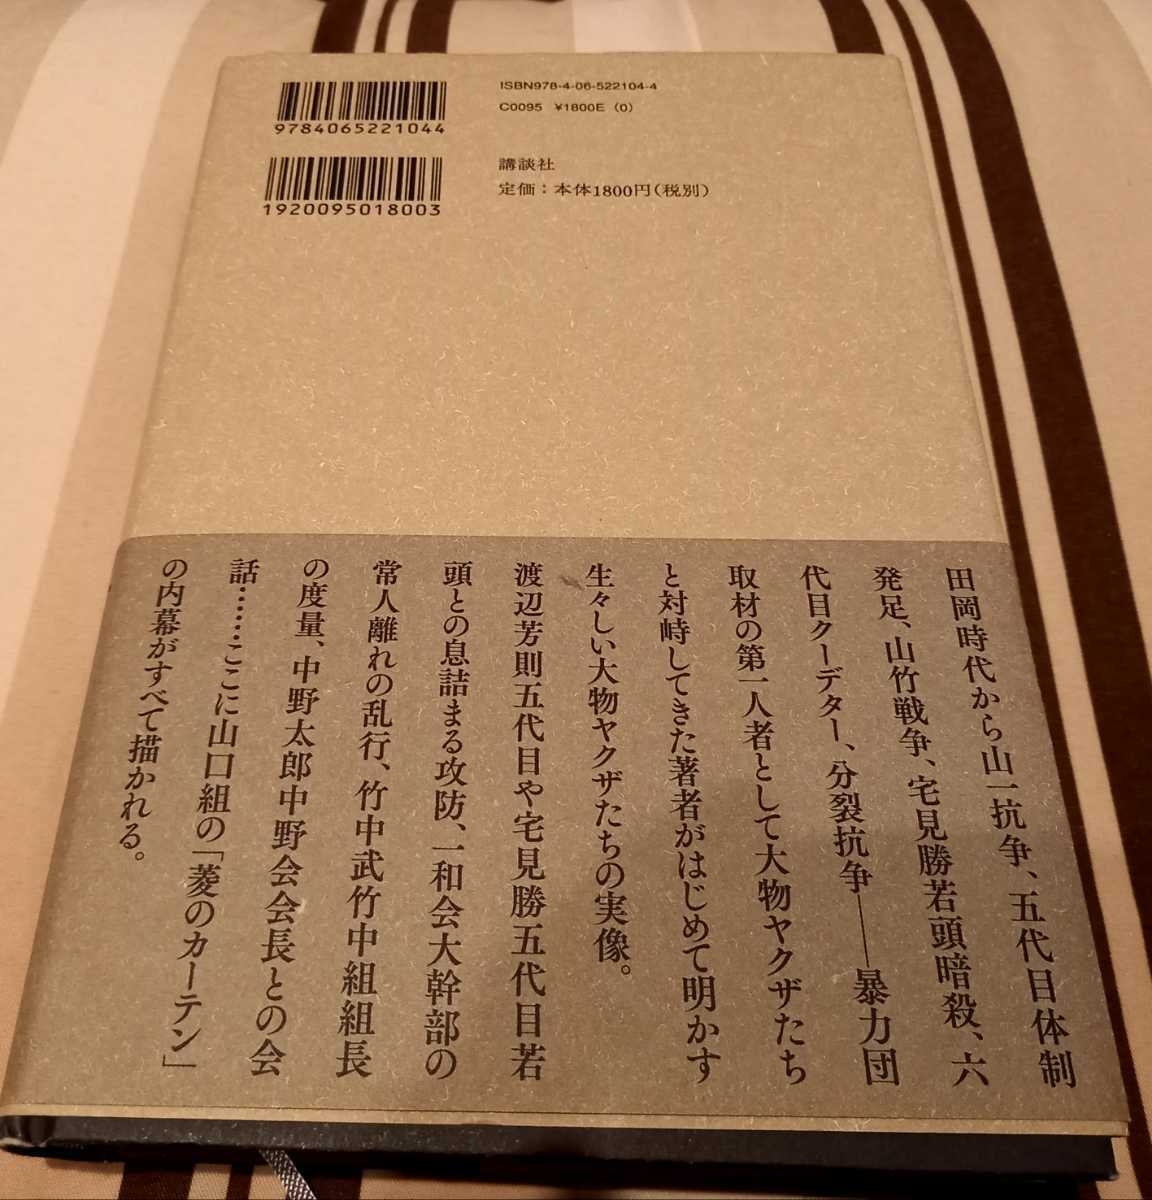 ISBN978-4-06-522104-4
C0095 ¥1800E (0)
9784065221044
講談社
定価：本体1800円(税別)
1920095018003
田岡時代から山一抗争、五代目体制
発足、山竹戦争、宅見勝若頭暗殺、六
代目クーデター、分裂抗争――暴力団
取材の第一人者として大物ヤクザたち
と対峙してきた著者がはじめて明かす
生々しい大物ヤクザたちの実像。
渡辺芳則五代目や宅見勝五代目若
頭との息詰まる攻防、一和会大幹部の
常人離れの乱行、竹中武竹中組組長
の度量、中野太郎中野会会長との会
話……ここに山口組の「菱のカーテン」
の内幕がすべて描かれる。